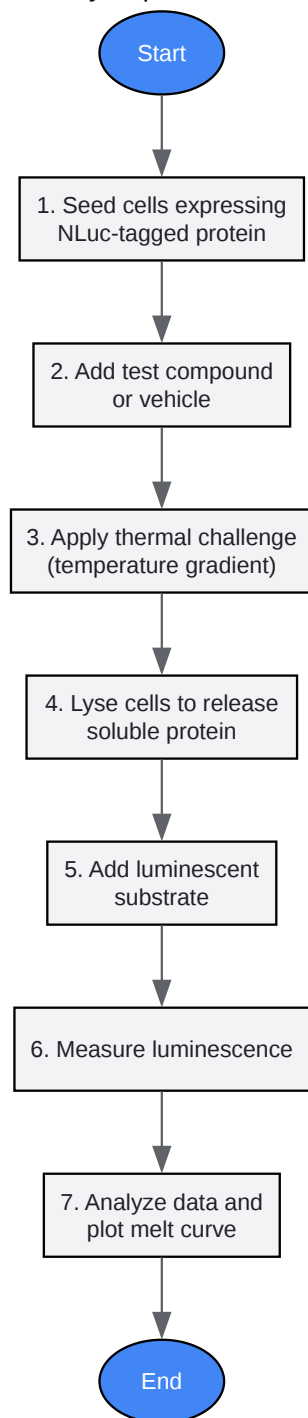 Start
1. Seed cells expressing
NLuc-tagged protein
2. Add test compound
or vehicle
3. Apply thermal challenge
(temperature gradient)
4. Lyse cells to release
soluble protein
5. Add luminescent
substrate
6. Measure luminescence
7. Analyze data and
plot melt curve
End